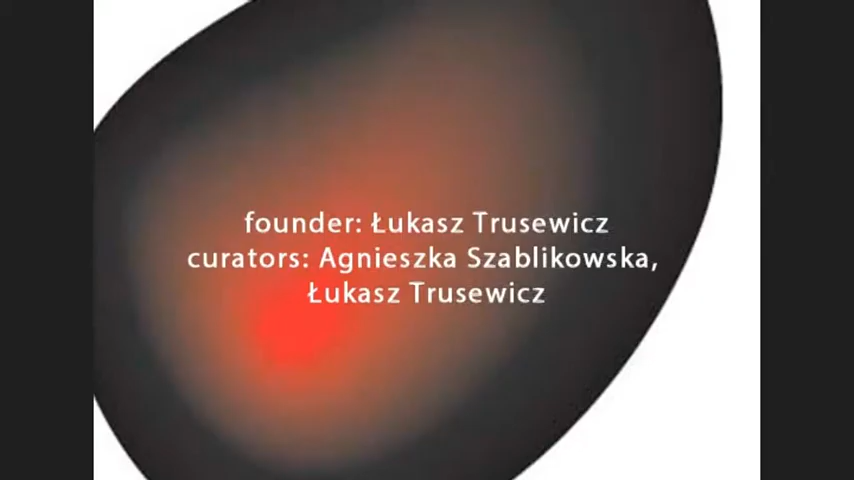 founder: Łukasz Trusewicz
curators: Agnieszka Szablikowska,
Łukasz Trusewicz